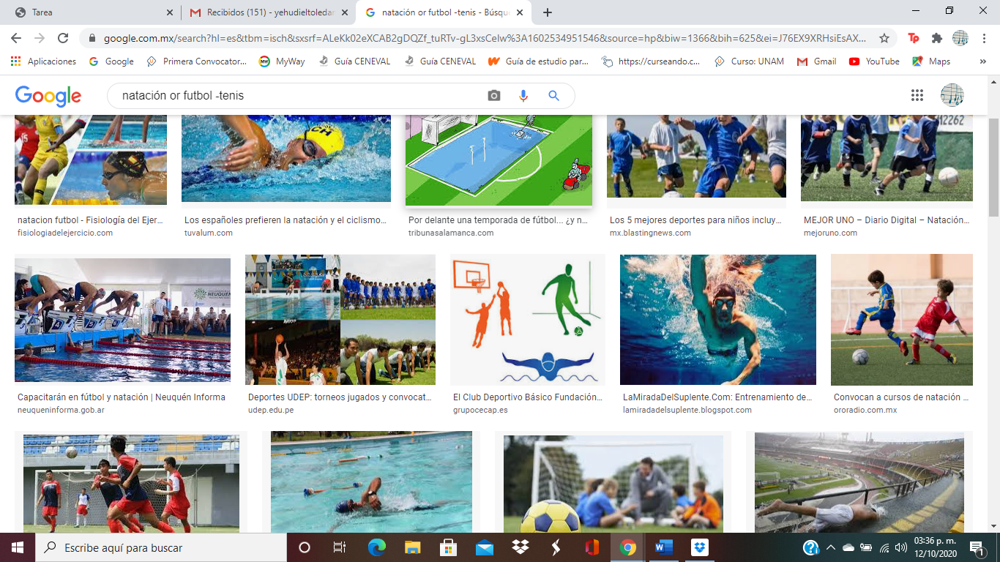 Tarea
Recibidos (151) - yehudieltoledar
natación or futbol -tenis - Búsqu
google.com.mx/search?hl=es&tbm=isch&sxsrf=ALeKk02eXCAB2gDQZf_tuRTv-gL3xsCeIw%3A1602534951546&source=hp&biw=1366&bih=625&ei=J76EX9XRHsiEsAX...
Aplicaciones
Google
Primera Convocator...
MyWay
Guía CENEVAL
Guía CENEVAL
Guía de estudio par...
https://curseando.c...
Curso: UNAM
Gmail
YouTube
Maps
»
Google
natación or futbol -tenis
12262
natacion futbol - Fisiología del Ejer...
fisiologiadelejercicio.com
Los españoles prefieren la natación y el ciclismo...
tuvalum.com
Por delante una temporada de fútbol... ¿y n...
tribunasalamanca.com
Los 5 mejores deportes para niños incluy...
mx.blastingnews.com
MEJOR UNO – Diario Digital – Natación...
mejoruno.com
NEUQUEN
Capacitarán en fútbol y natación | Neuquén Informa
neuqueninforma.gob.ar
Deportes UDEP: torneos jugados y convocat...
udep.edu.pe
El Club Deportivo Básico Fundación...
grupocecap.es
LaMiradaDelSuplente.Com: Entrenamiento de...
lamiradadelsuplente.blogspot.com
Convocan a cursos de natación ...
ororadio.com.mx
Escribe aquí para buscar
03:36 p. m.
12/10/2020
1